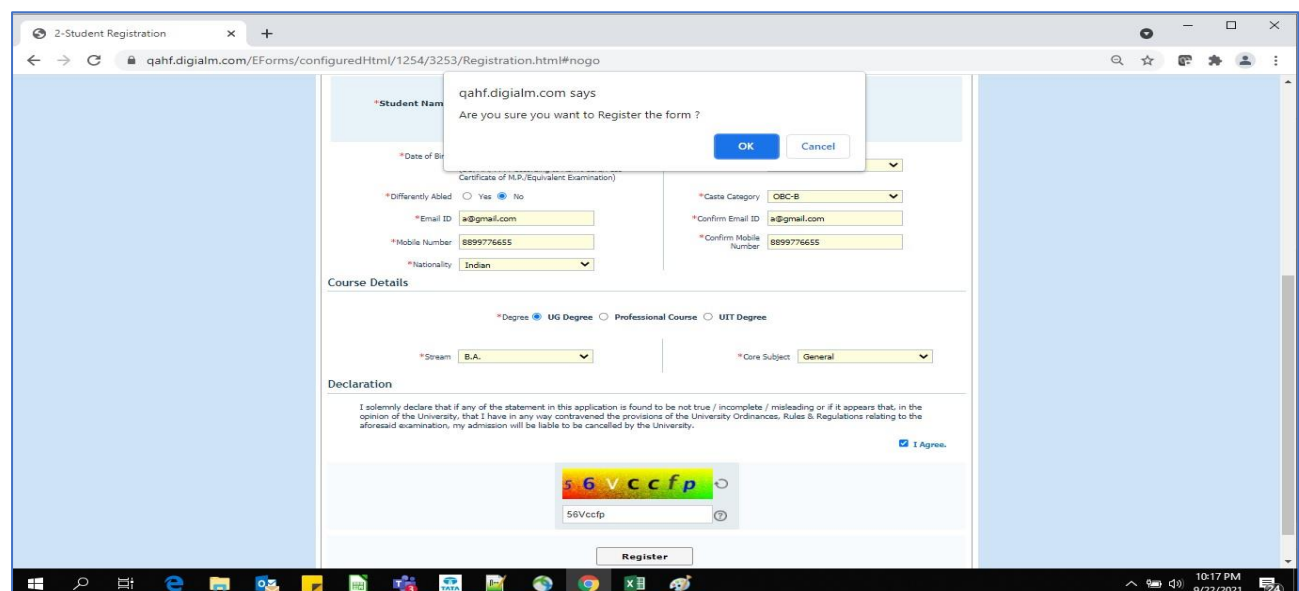 2-Student Registration
qahf.digialm.com/EForms/configuredHtml/1254/3253/Registration.html#nogo
qahf.digialm.com says
Are you sure you want to Register the form ?
OK Cancel
*Student Nam
*Date of Bir
Certificate of M.P./Equivalent Examination)
*Differently Abled Yes No *Caste Category OBC-B
*Email ID a@gmail.com *Confirm Email ID a@gmail.com
*Mobile Number 8899776655 *Confirm Mobile Number 8899776655
*Nationality Indian
Course Details
*Degree UG Degree Professional Course UIT Degree
*Stream B.A. *Core Subject General
Declaration
I solemnly declare that if any of the statement in this application is found to be not true / incomplete / misleading or if it appears that, in the
opinion of the University, that I have in any way contravened the provisions of the University Ordinances, Rules & Regulations relating to the
aforesaid examination, my admission will be liable to be cancelled by the University.
I Agree.
5 6 V c c f p
56Vccfp
Register
TATA
10:17 PM
9/22/2021
24